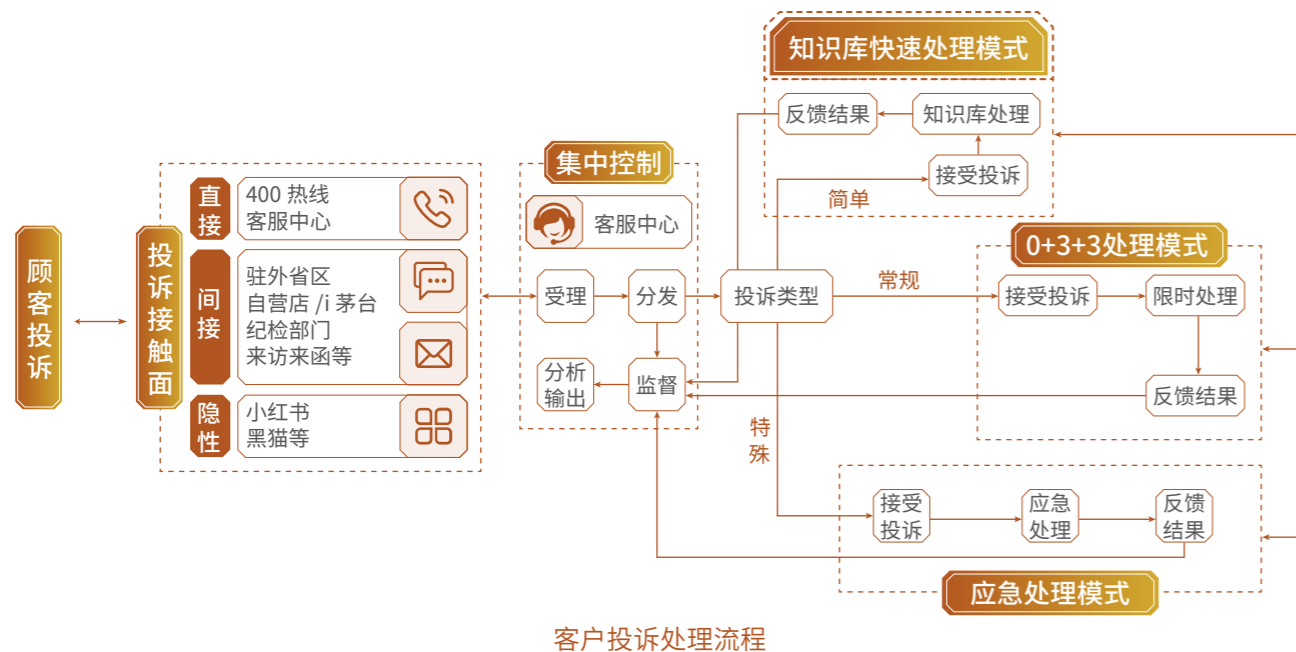 顾客投诉
投诉接触面
直接
400 热线
客服中心
间接
驻外省区
自营店 /i 茅台
纪检部门
来访来函等
隐性
小红书
黑猫等
集中控制
客服中心
受理
分发
分析
输出
监督
投诉类型
简单
常规
特殊
知识库快速处理模式
反馈结果
知识库处理
接受投诉
0+3+3处理模式
接受投诉
限时处理
反馈结果
接受
投诉
应急
处理
反馈
结果
应急处理模式
客户投诉处理流程